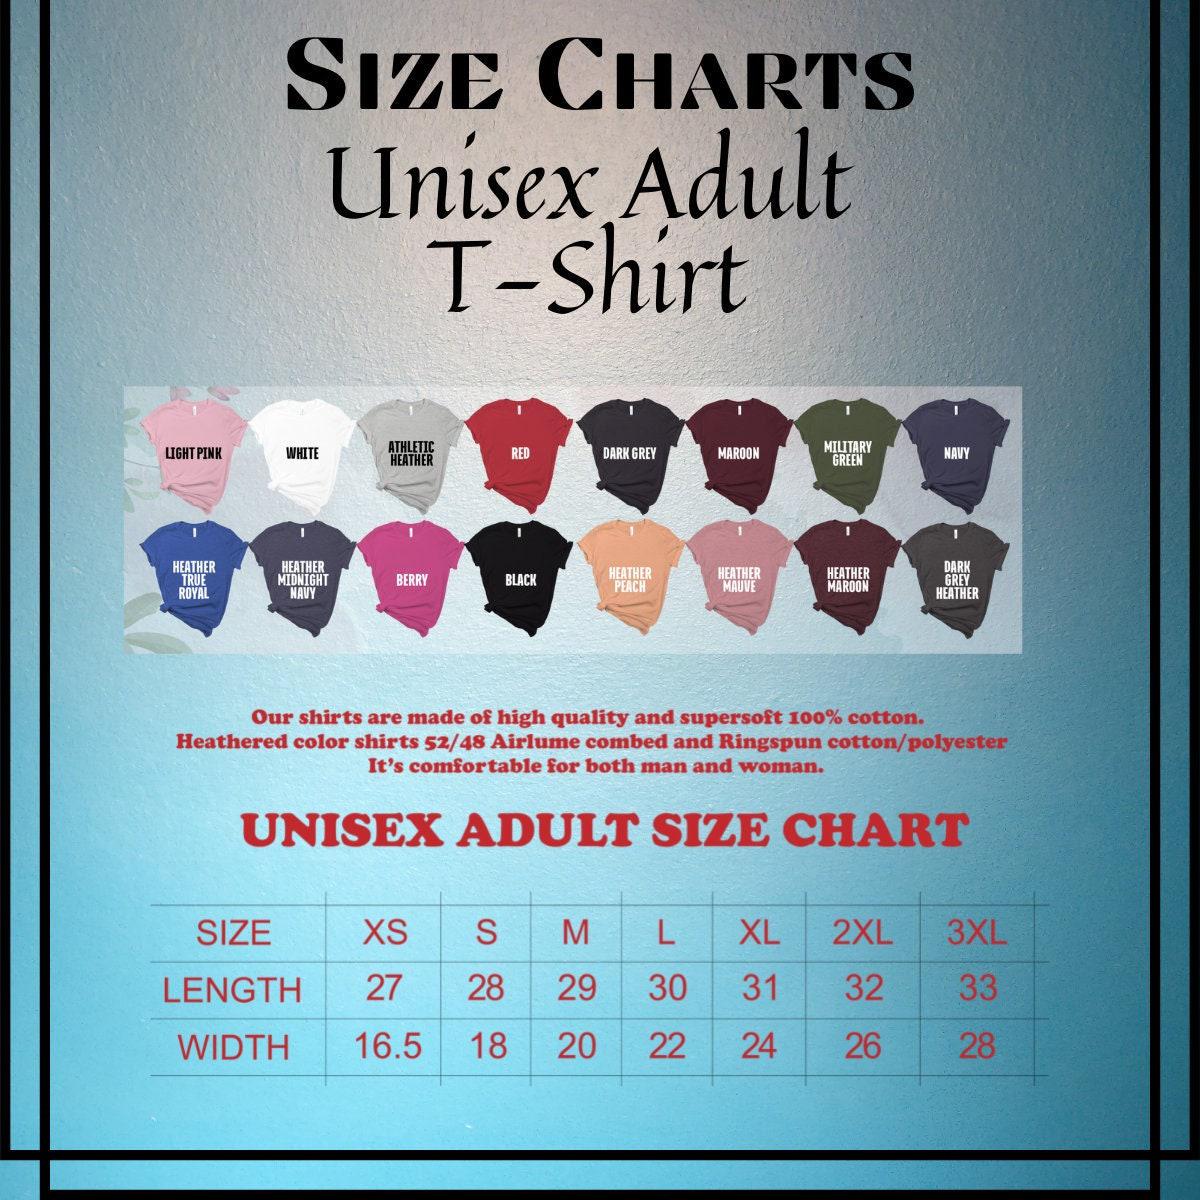 SIZE CHARTS
Unisex Adult
T-Shirt
LIGHT PINK
WHITE
ATHLETIC
HEATHER
RED
DARK GREY
MAROON
MILITARY
GREEN
NAVY
HEATHER
TRUE
ROYAL
HEATHER
MIDNIGHT
NAVY
BERRY
BLACK
HEATHER
PEACH
HEATHER
MAUVE
HEATHER
MAROON
DARK
GREY
HEATHER
Our shirts are made of high quality and supersoft 100% cotton.
Heathered color shirts 52/48 Airlume combed and Ringspun cotton/polyester
It's comfortable for both man and woman.
UNISEX ADULT SIZE CHART
SIZE XS S M L XL 2XL 3XL
LENGTH 27 28 29 30 31 32 33
WIDTH 16.5 18 20 22 24 26 28